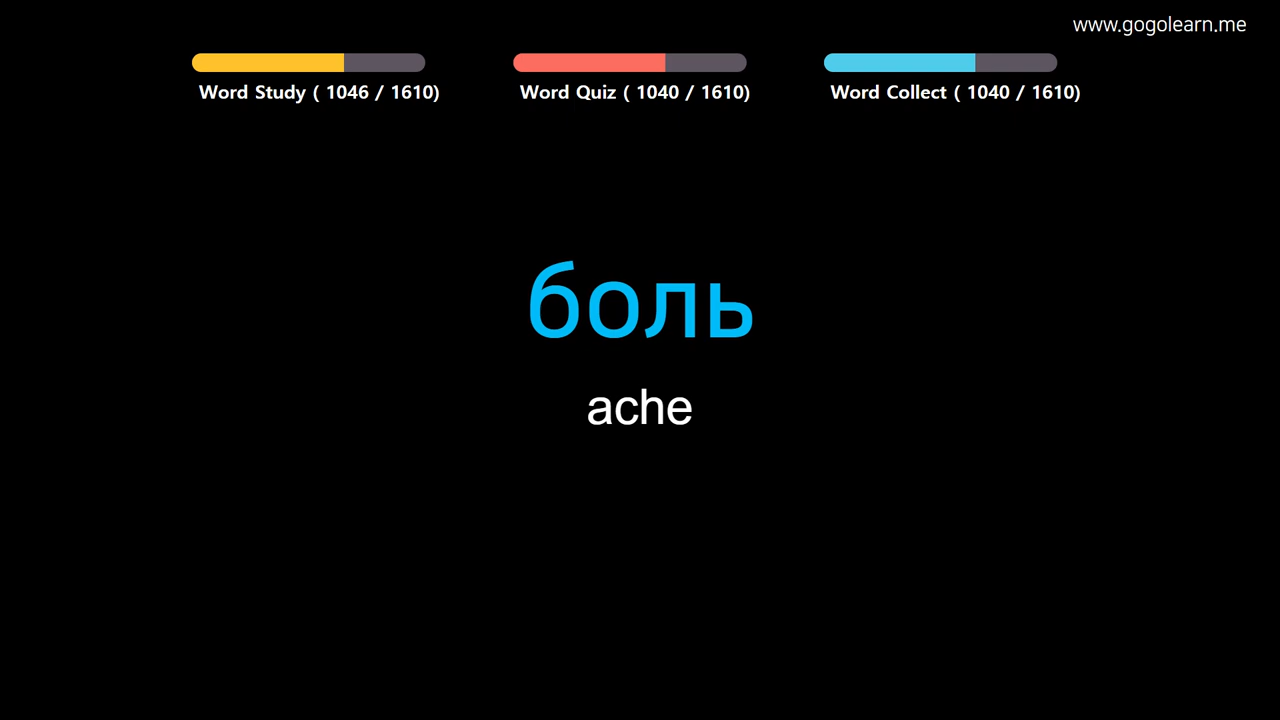 www.gogolearn.me
Word Study ( 1046 / 1610)
Word Quiz ( 1040 / 1610)
Word Collect ( 1040 / 1610)
боль
ache